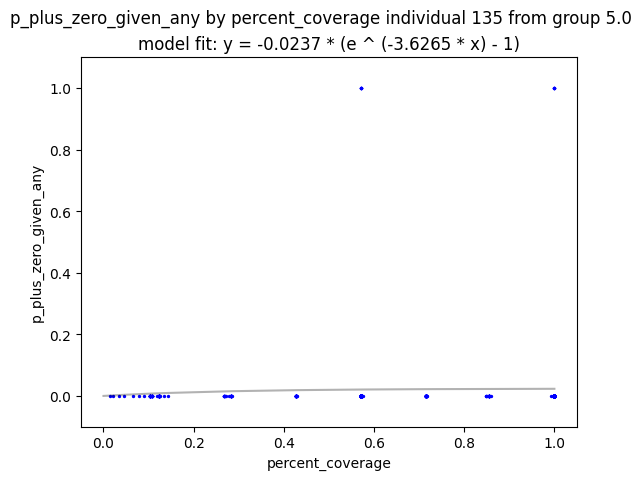 p_plus_zero_given_any by percent_coverage individual 135 from group 5.0
model fit: y = -0.0237 * (e ^ (-3.6265 * x) - 1)
1.0
0.8
0.6
0.4
0.2
0.0
p_plus_zero_given_any
0.0 0.2 0.4 0.6 0.8 1.0
percent_coverage